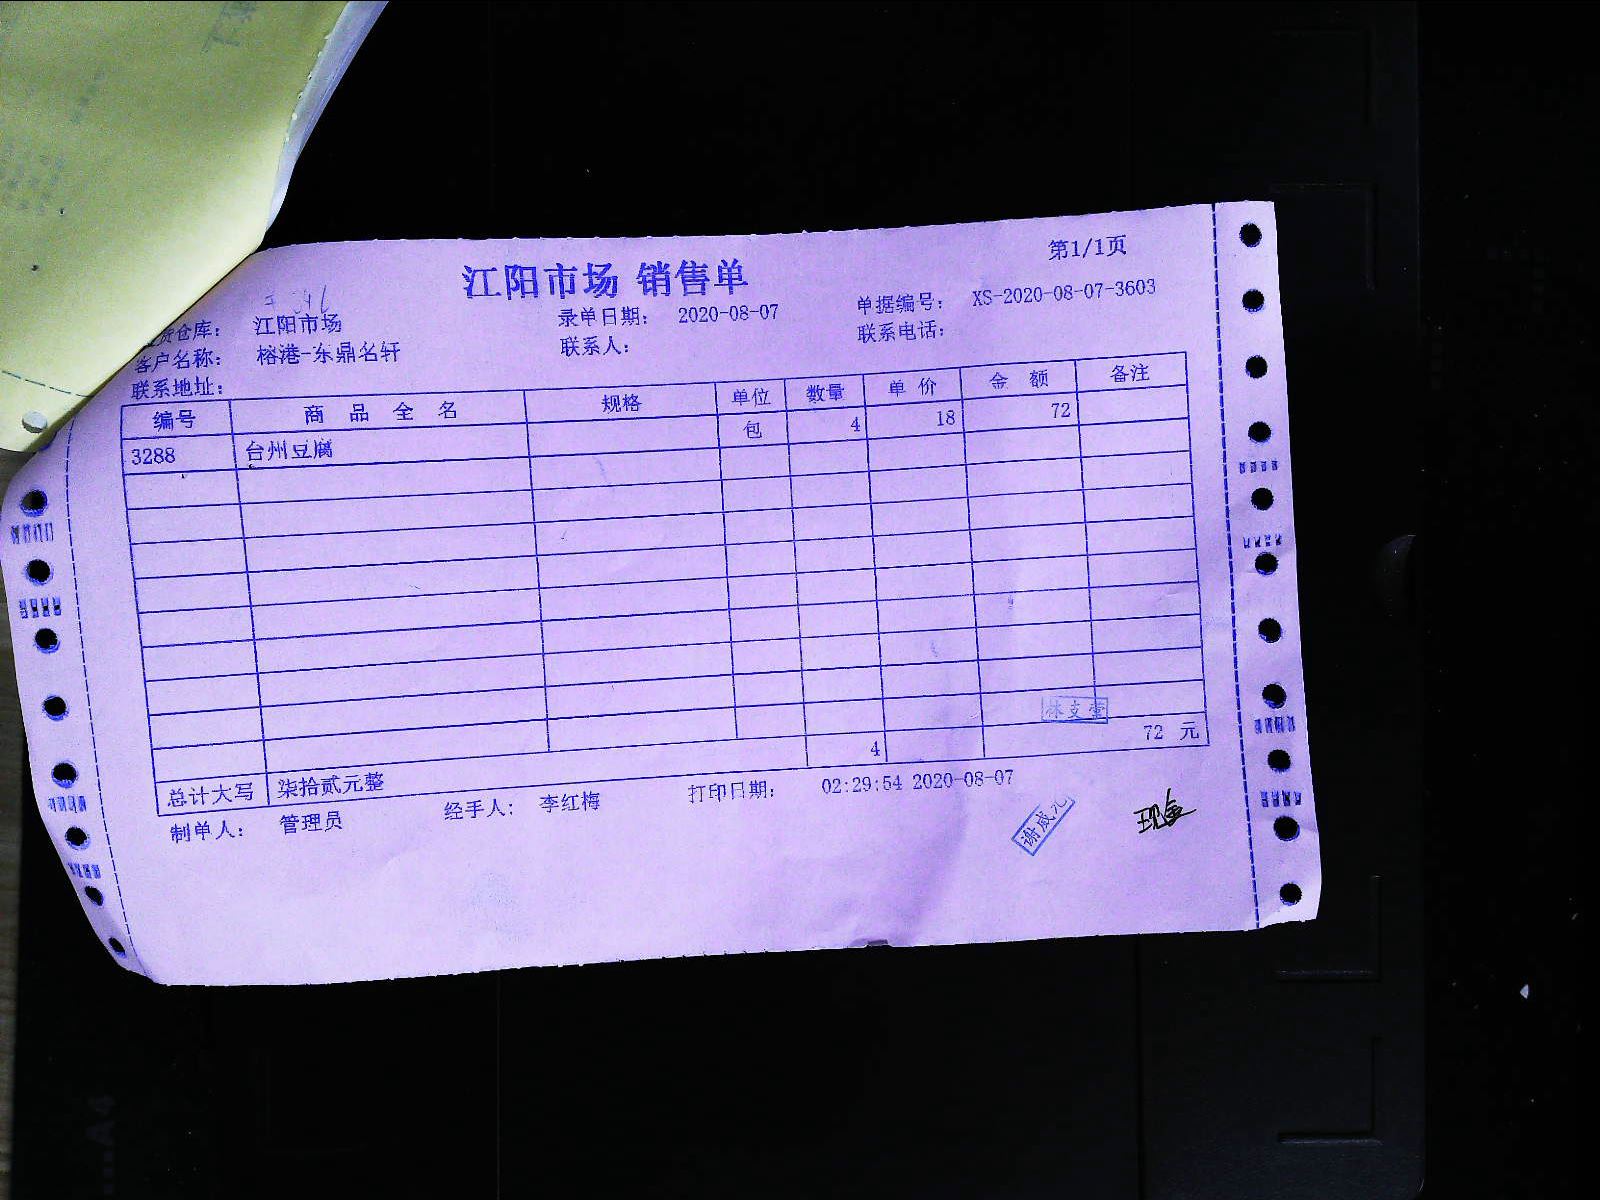 第1/1页
江阳市场 销售单
货仓库： 江阳市场 录单日期： 2020-08-07 单据编号： XS-2020-08-07-3603
客户名称： 榕港-东鼎名轩 联系人： 联系电话：
联系地址：
编号 商品全名 规格 单位 数量 单价 金额 备注
3288 台州豆腐 包 4 18 72
4 72 元
总计大写 柒拾贰元整
制单人： 管理员 经手人： 李红梅 打印日期： 02:29:54 2020-08-07
现金